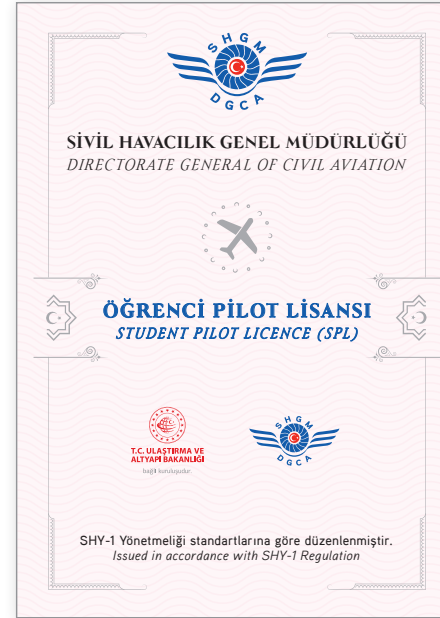 SHGM
DGCA
SİVİL HAVACILIK GENEL MÜDÜRLÜĞÜ
DIRECTORATE GENERAL OF CIVIL AVIATION
ÖĞRENCİ PİLOT LİSANSI
STUDENT PILOT LICENCE (SPL)
T.C. ULAŞTIRMA VE
ALTYAPI BAKANLIĞI
bağlı kuruluşudur.
SHGM
DGCA
SHY-1 Yönetmeliği standartlarına göre düzenlenmiştir.
Issued in accordance with SHY-1 Regulation